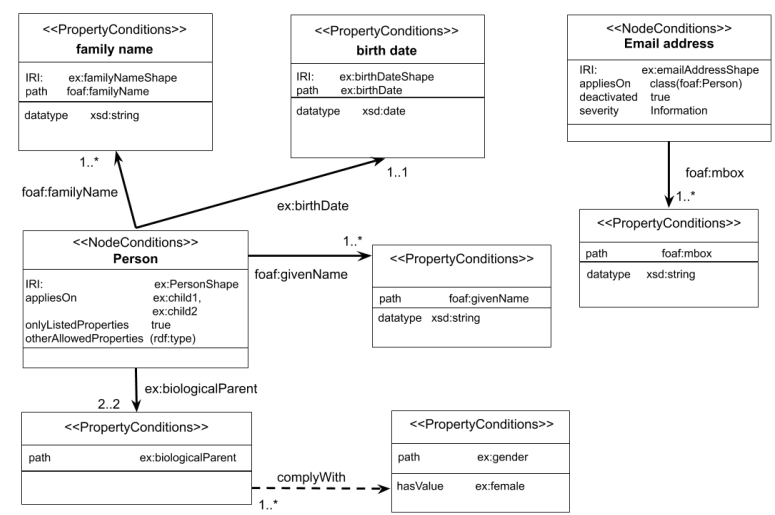 <<PropertyConditions>>
family name
IRI: ex:familyNameShape
path foaf:familyName
datatype xsd:string
<<PropertyConditions>>
birth date
IRI: ex:birthDateShape
path ex:birthDate
datatype xsd:date
<<NodeConditions>>
Email address
IRI: ex:emailAddressShape
appliesOn class(foaf:Person)
deactivated true
severity Information
1..*
foaf:familyName
1..1
ex:birthDate
foaf:mbox
1..*
<<NodeConditions>>
Person
IRI: ex:PersonShape
appliesOn ex:child1,
ex:child2
onlyListedProperties true
otherAllowedProperties (rdf:type)
1..*
foaf:givenName
<<PropertyConditions>>
path foaf:givenName
datatype xsd:string
<<PropertyConditions>>
path foaf:mbox
datatype xsd:string
ex:biologicalParent
2..2
<<PropertyConditions>>
path ex:biologicalParent
complyWith
1..*
<<PropertyConditions>>
path ex:gender
hasValue ex:female